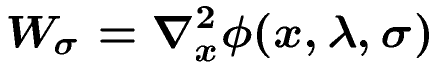 W_σ = ∇_x^2 ϕ(x, λ, σ)